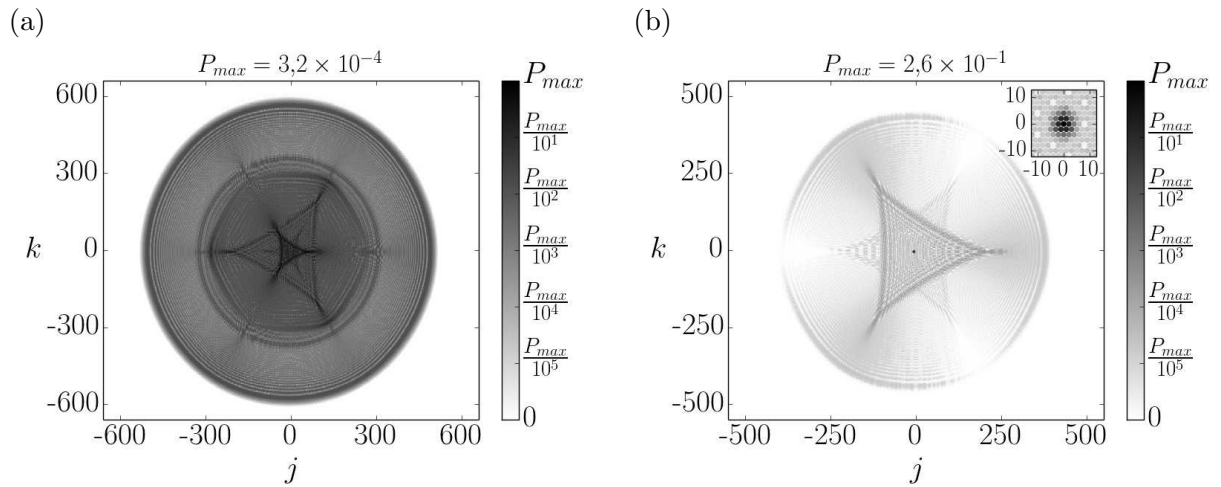 (a)
P_max = 3,2 × 10^-4
k
600
300
0
-300
-600
-600 -300 0 300 600
j
P_max
P_max/10^1
P_max/10^2
P_max/10^3
P_max/10^4
P_max/10^5
0
(b)
P_max = 2,6 × 10^-1
k
500
250
0
-250
-500
-500 -250 0 250 500
j
10
0
-10
-10 0 10
P_max
P_max/10^1
P_max/10^2
P_max/10^3
P_max/10^4
P_max/10^5
0